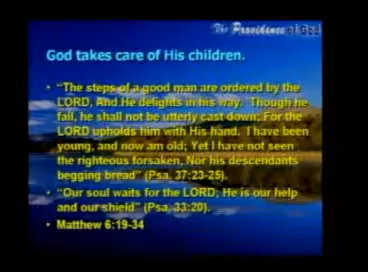 The Providence of God
God takes care of His children.
• “The steps of a good man are ordered by the
LORD, And He delights in his way. Though he
fall, he shall not be utterly cast down; For the
LORD upholds him with His hand. I have been
young, and now am old; Yet I have not seen
the righteous forsaken, Nor his descendants
begging bread” (Psa. 37:23-25).
• “Our soul waits for the LORD; He is our help
and our shield” (Psa. 33:20).
• Matthew 6:19-34